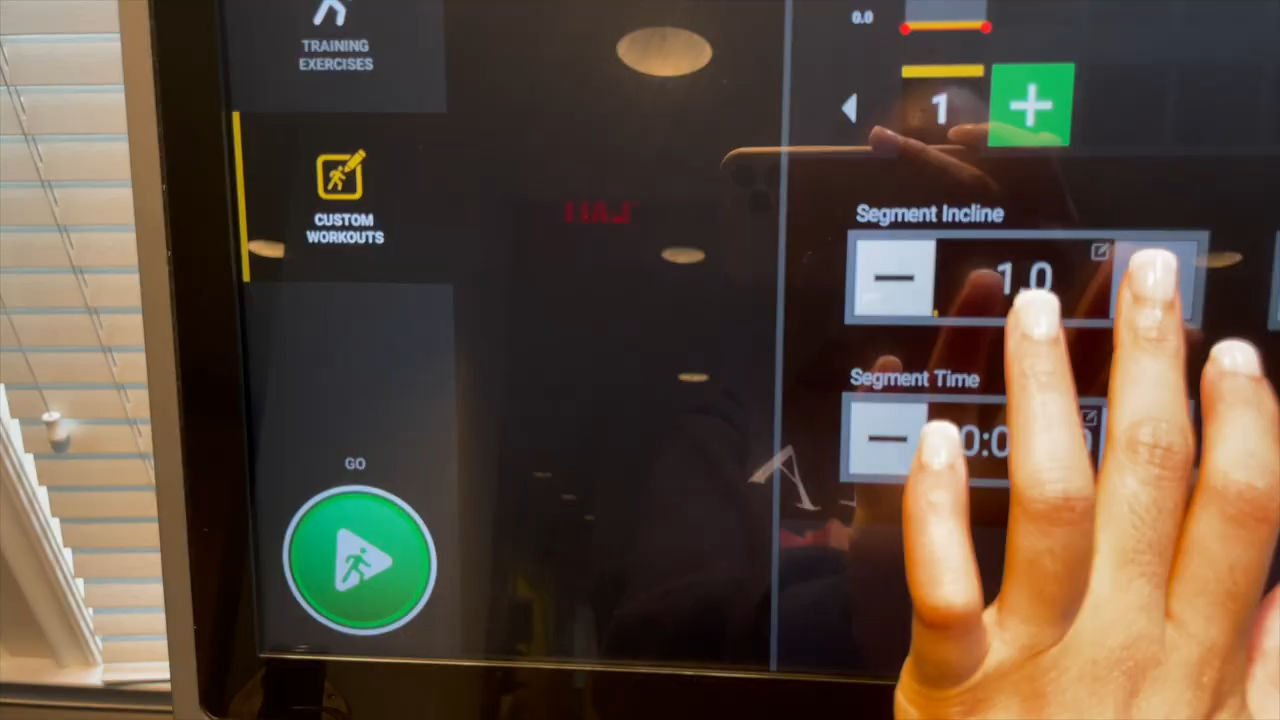 TRAINING
EXERCISES
CUSTOM
WORKOUTS
GO
0.0
1
Segment Incline
1.0
Segment Time